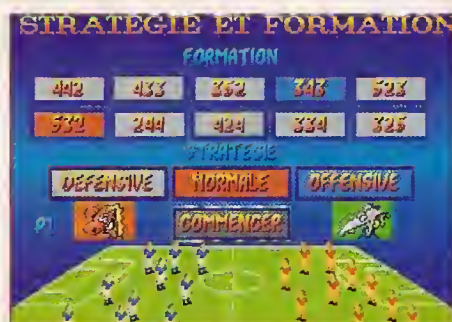 STRATEGIE ET FORMATION
FORMATION
442 433 352 343 523
532 244 424 334 325
STRATEGIE
DEFENSIVE NORMALE OFFENSIVE
P1 COMMENCER